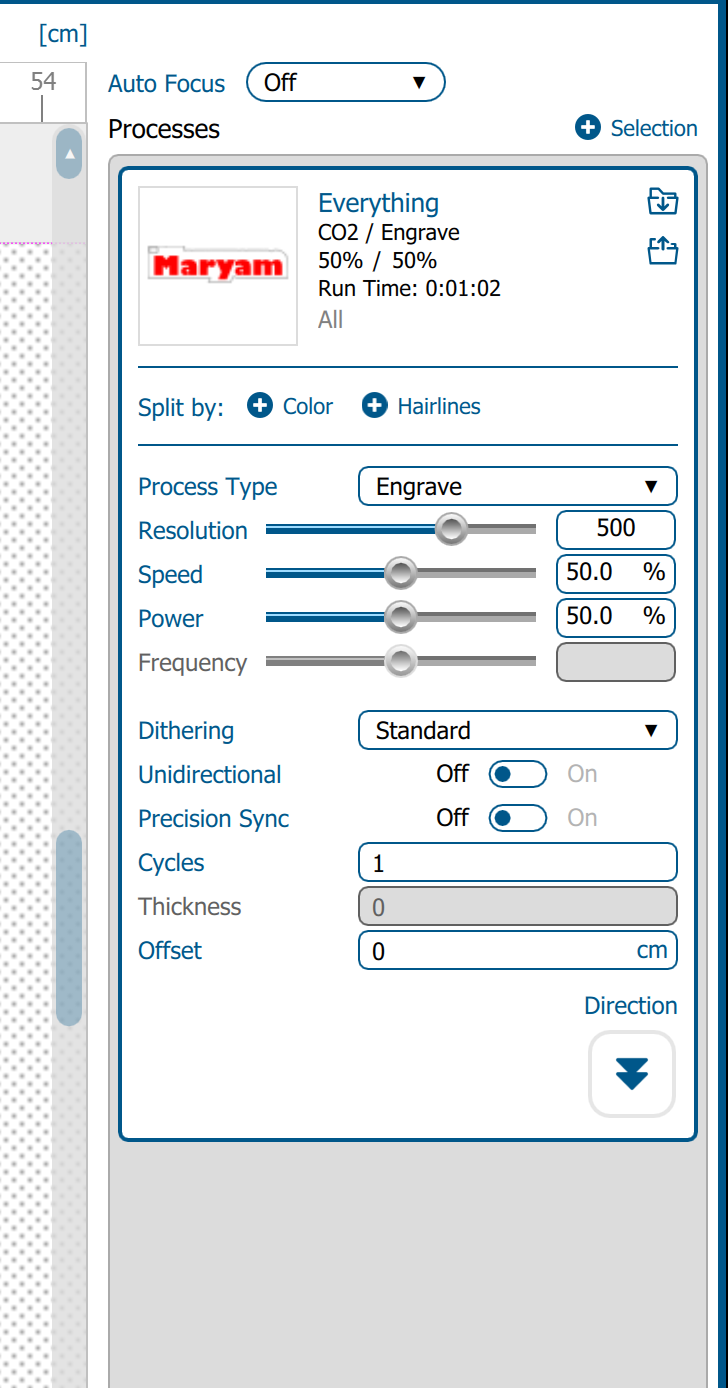 [cm]
54
Auto Focus Off
Processes Selection
Everything
CO2 / Engrave
50% / 50%
Run Time: 0:01:02
All
Maryam
Split by: Color Hairlines
Process Type Engrave
Resolution 500
Speed 50.0 %
Power 50.0 %
Frequency
Dithering Standard
Unidirectional Off On
Precision Sync Off On
Cycles 1
Thickness 0
Offset 0 cm
Direction